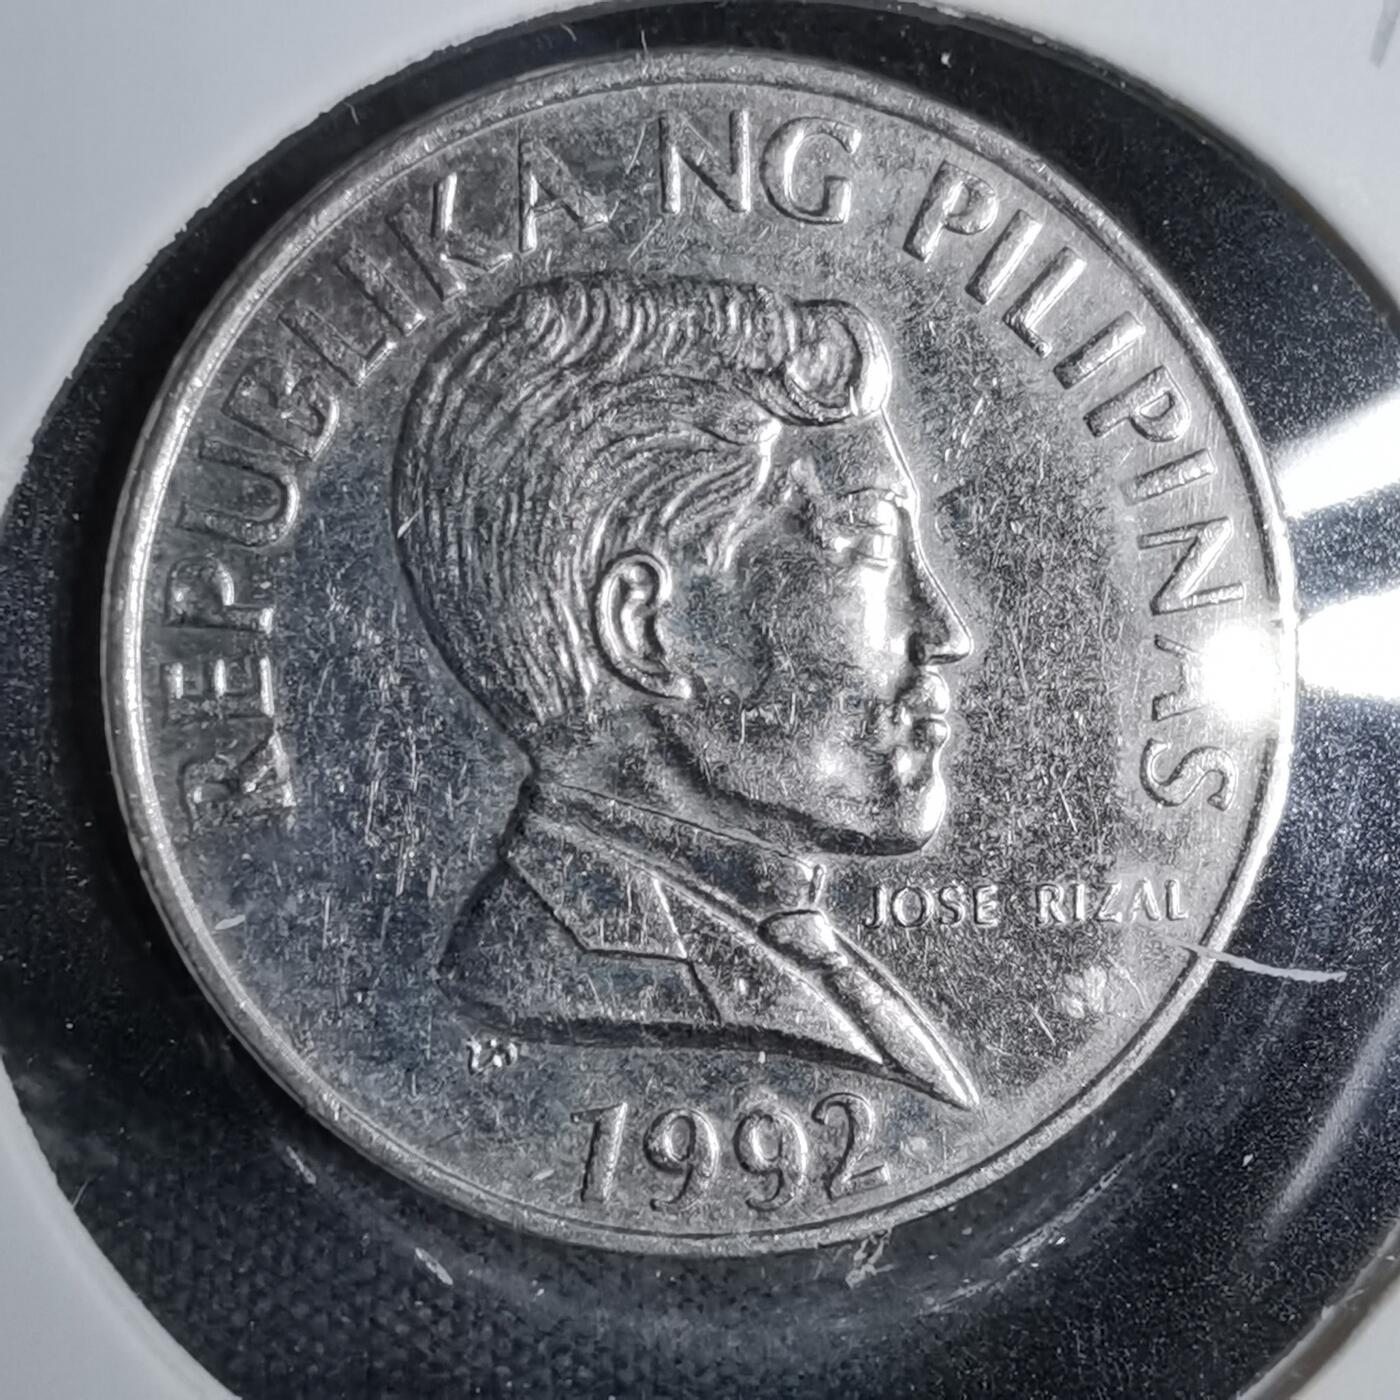 REPUBLIKA NG PILIPINAS
JOSE RIZAL
1992